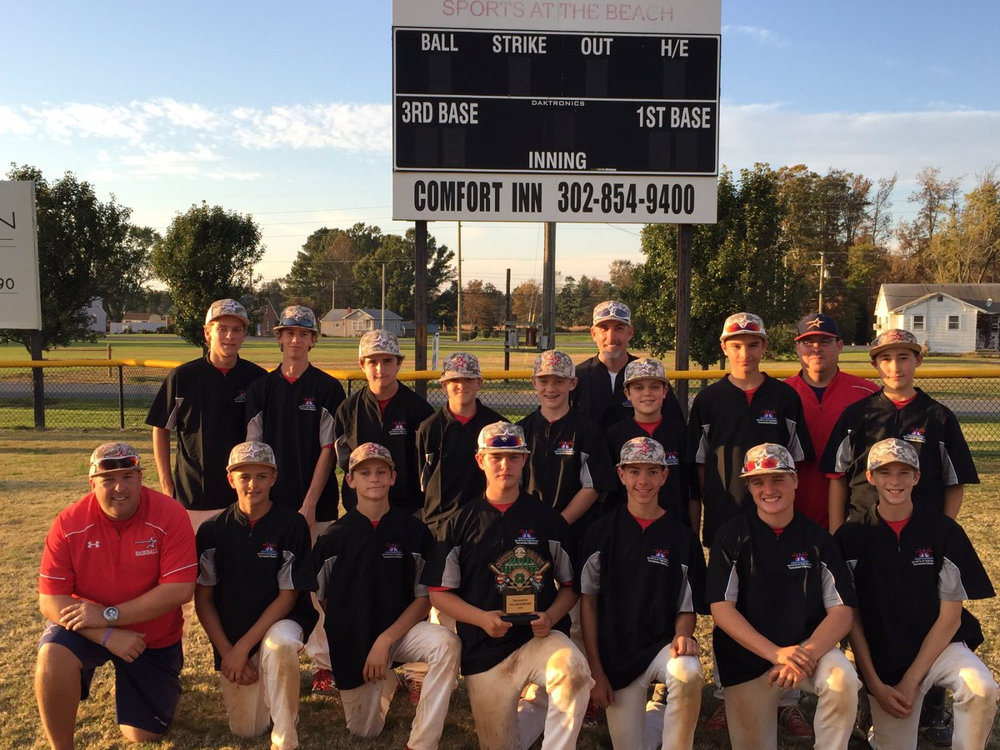 SPORTS AT THE BEACH
BALL STRIKE OUT H/E
DAKTRONICS
3RD BASE 1ST BASE
INNING
COMFORT INN 302-854-9400
N
90
BASEBALL